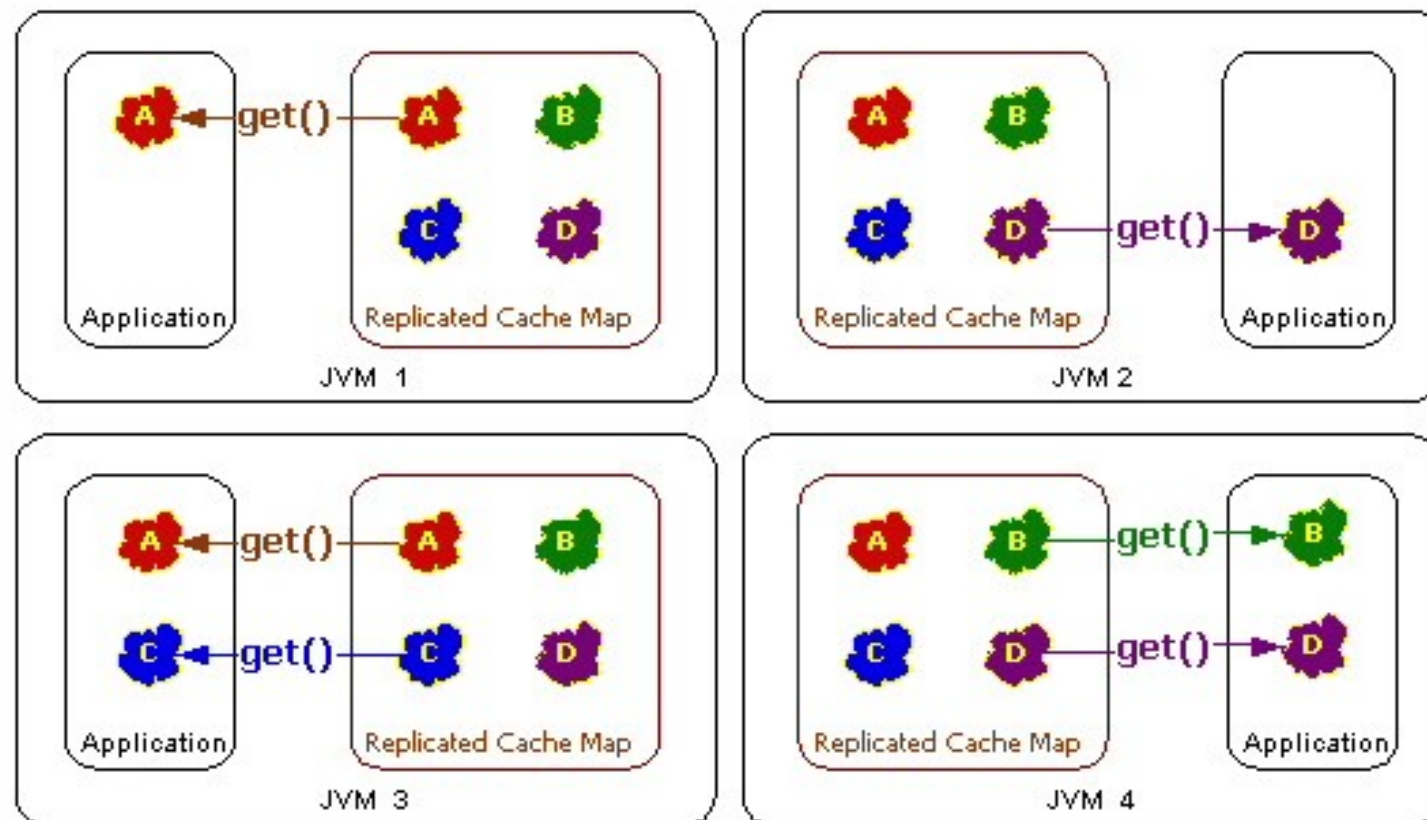 A get() A B
C D
Application Replicated Cache Map
JVM 1
A B
C D get() D
Replicated Cache Map Application
JVM 2
A get() A B
C get() C D
Application Replicated Cache Map
JVM 3
A B get() B
C D get() D
Replicated Cache Map Application
JVM 4